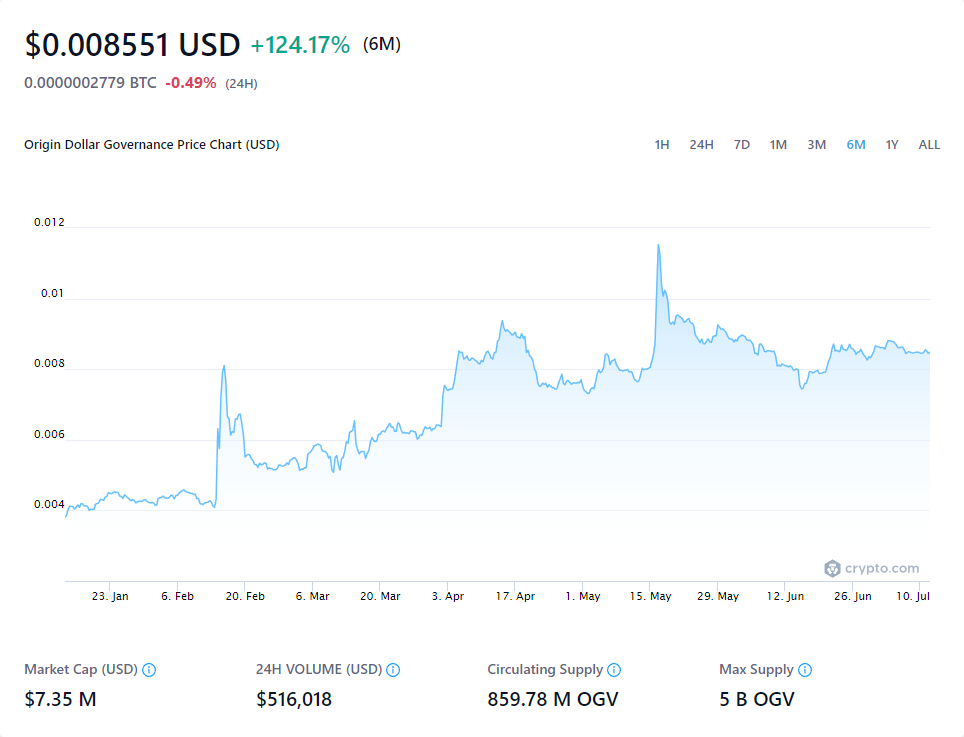 $0.008551 USD +124.17% (6M)
0.0000002779 BTC -0.49% (24H)
Origin Dollar Governance Price Chart (USD) 1H 24H 7D 1M 3M 6M 1Y ALL
0.012
0.01
0.008
0.006
0.004
crypto.com
23. Jan 6. Feb 20. Feb 6. Mar 20. Mar 3. Apr 17. Apr 1. May 15. May 29. May 12. Jun 26. Jun 10. Jul
Market Cap (USD) 24H VOLUME (USD) Circulating Supply Max Supply
$7.35 M $516,018 859.78 M OGV 5 B OGV